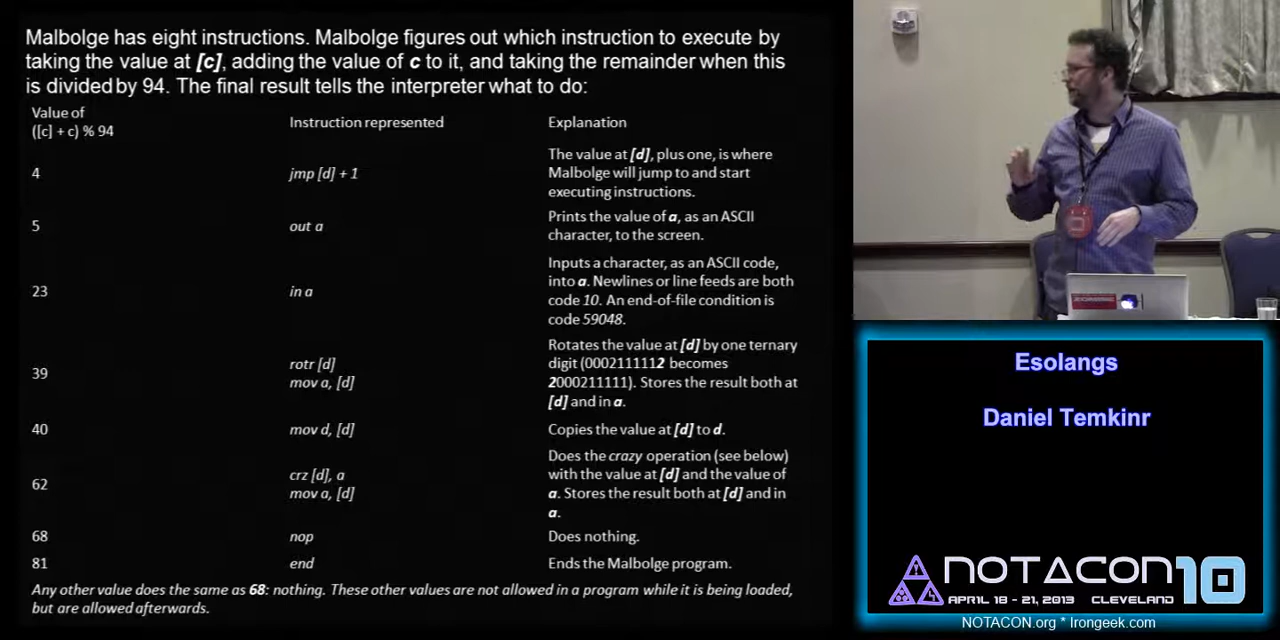 Malbolge has eight instructions. Malbolge figures out which instruction to execute by
taking the value at [c], adding the value of c to it, and taking the remainder when this
is divided by 94. The final result tells the interpreter what to do:
Value of
([c] + c) % 94
Instruction represented
Explanation
4
jmp [d] + 1
The value at [d], plus one, is where
Malbolge will jump to and start
executing instructions.
5
out a
Prints the value of a, as an ASCII
character, to the screen.
23
in a
Inputs a character, as an ASCII code,
into a. Newlines or line feeds are both
code 10. An end-of-file condition is
code 59048.
39
rotr [d]
mov a, [d]
Rotates the value at [d] by one ternary
digit (0002111112 becomes
2000211111). Stores the result both at
[d] and in a.
40
mov d, [d]
Copies the value at [d] to d.
62
crz [d], a
mov a, [d]
Does the crazy operation (see below)
with the value at [d] and the value of
a. Stores the result both at [d] and in
a.
68
nop
Does nothing.
81
end
Ends the Malbolge program.
Any other value does the same as 68: nothing. These other values are not allowed in a program while it is being loaded,
but are allowed afterwards.
Esolangs
Daniel Temkinr
NOTACON 10
APRIL 18 - 21, 2013 CLEVELAND
NOTACON.org * Irongeek.com